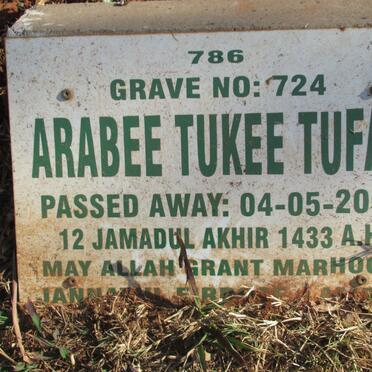 786
GRAVE NO: 724
ARABEE TUKEE TUFA
PASSED AWAY: 04-05-20
12 JAMADUL AKHIR 1433 A.H
MAY ALLAH GRANT MARHOO